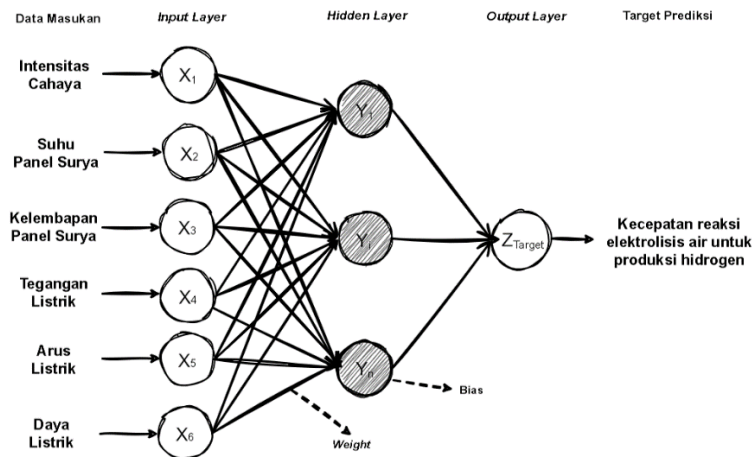 Data Masukan
Input Layer
Hidden Layer
Output Layer
Target Prediksi
Intensitas
Cahaya
X1
Suhu
Panel Surya
X2
Kelembapan
Panel Surya
X3
Tegangan
Listrik
X4
Arus
Listrik
X5
Daya
Listrik
X6
Y1
Yi
Yn
Bias
Weight
ZTarget
Kecepatan reaksi
elektrolisis air untuk
produksi hidrogen